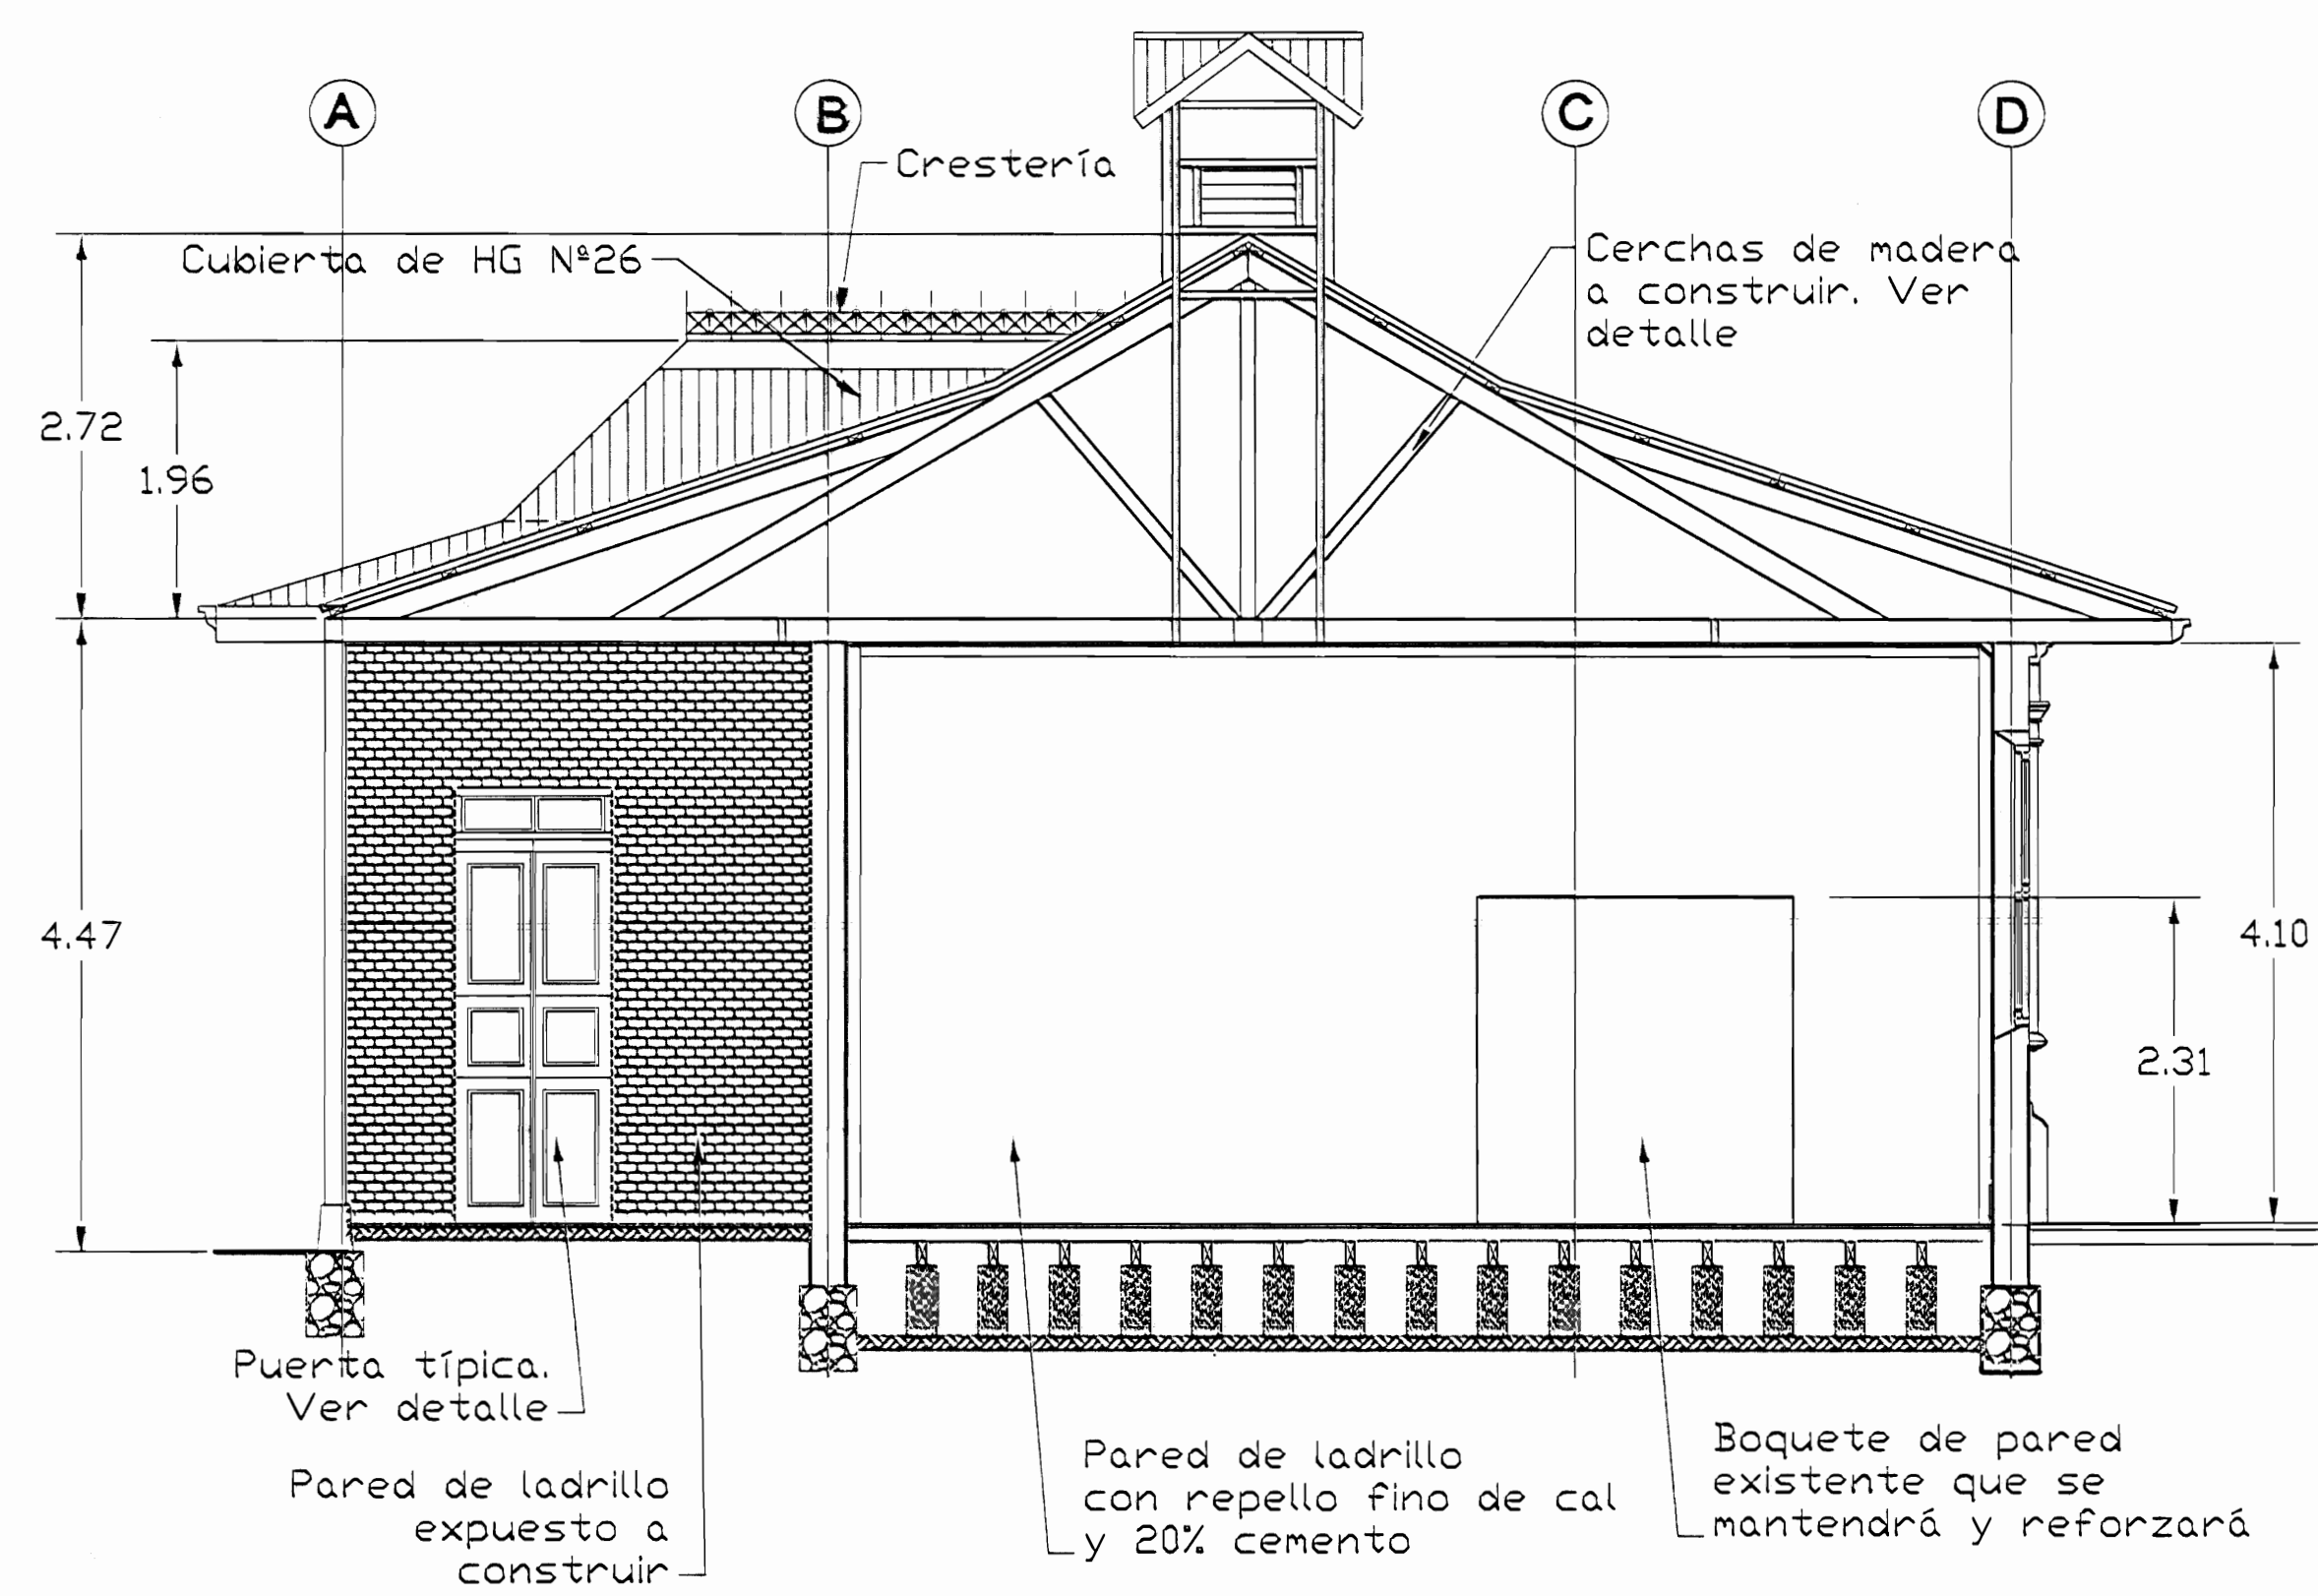 A
B
C
D
Crestería
Cubierta de HG Nª26
Cerchas de madera
a construir. Ver
detalle
2.72
1.96
4.47
4.10
2.31
Puerta típica.
Ver detalle
Pared de ladrillo
expuesto a
construir
Pared de ladrillo
con repello fino de cal
y 20% cemento
Boquete de pared
existente que se
mantendrá y reforzará